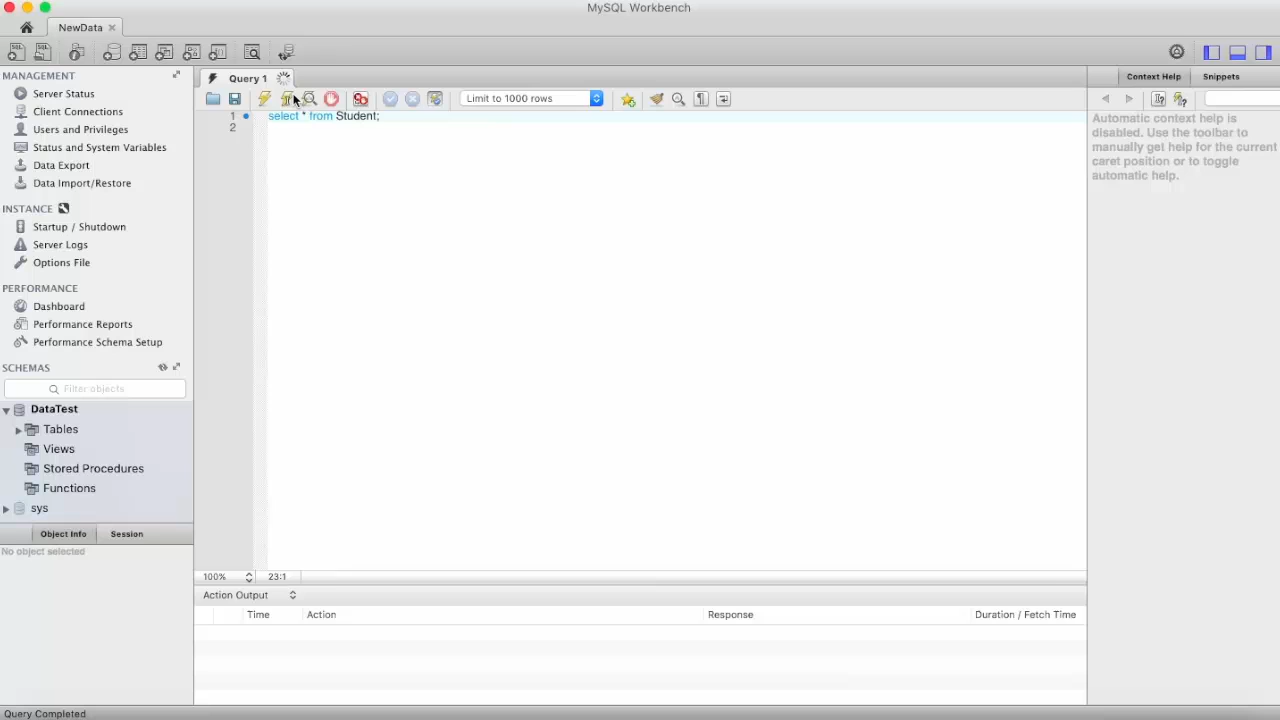 MySQL Workbench
NewData
MANAGEMENT
Server Status
Client Connections
Users and Privileges
Status and System Variables
Data Export
Data Import/Restore
INSTANCE
Startup / Shutdown
Server Logs
Options File
PERFORMANCE
Dashboard
Performance Reports
Performance Schema Setup
SCHEMAS
Filter objects
DataTest
Tables
Views
Stored Procedures
Functions
sys
Object Info Session
No object selected
Query 1
Limit to 1000 rows
1 select * from Student;
2
100% 23:1
Action Output
Time Action Response Duration / Fetch Time
Context Help Snippets
Automatic context help is
disabled. Use the toolbar to
manually get help for the current
caret position or to toggle
automatic help.
Query Completed